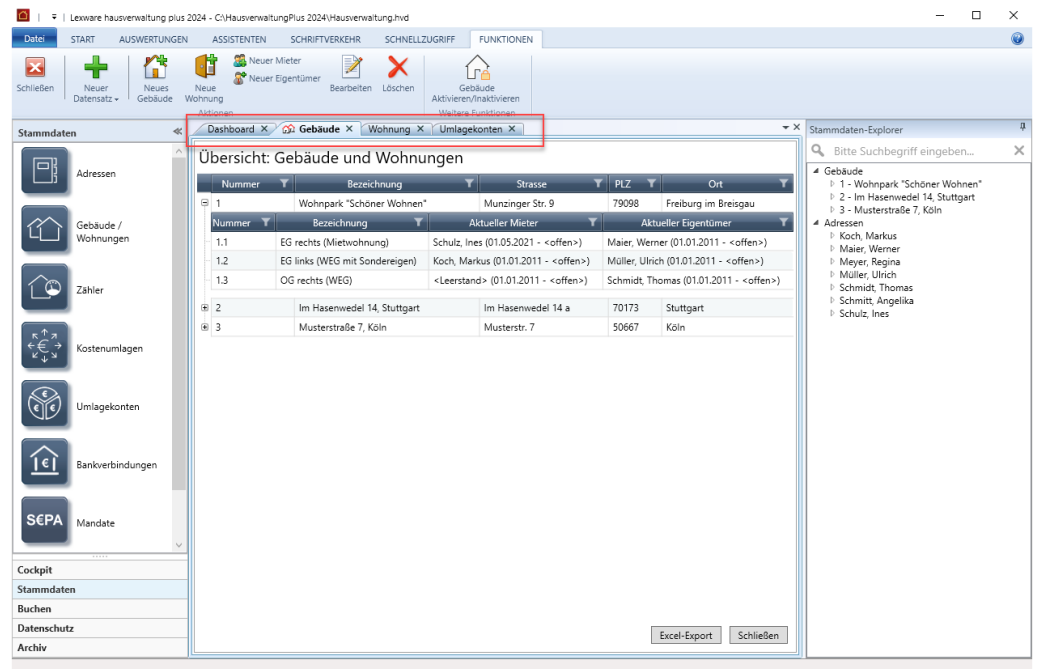 Lexware hausverwaltung plus 2024 - C:\HausverwaltungPlus 2024\Hausverwaltung.hvd
Datei START AUSWERTUNGEN ASSISTENTEN SCHRIFTVERKEHR SCHNELLZUGRIFF FUNKTIONEN
Schließen
Neuer Datensatz
Neues Gebäude
Neue Wohnung
Neuer Mieter
Neuer Eigentümer
Bearbeiten
Löschen
Gebäude Aktivieren/Inaktivieren
Aktionen
Weitere Funktionen
Stammdaten
Adressen
Gebäude /
Wohnungen
Zähler
Kostenumlagen
Umlagekonten
Bankverbindungen
S€PA
Mandate
Cockpit
Stammdaten
Buchen
Datenschutz
Archiv
Dashboard Gebäude Wohnung Umlagekonten
Übersicht: Gebäude und Wohnungen
Nummer Bezeichnung Strasse PLZ Ort
1 Wohnpark "Schöner Wohnen" Munzinger Str. 9 79098 Freiburg im Breisgau
Nummer Bezeichnung Aktueller Mieter Aktueller Eigentümer
1.1 EG rechts (Mietwohnung) Schulz, Ines (01.05.2021 - <offen>) Maier, Werner (01.01.2011 - <offen>)
1.2 EG links (WEG mit Sondereigen) Koch, Markus (01.01.2011 - <offen>) Müller, Ulrich (01.01.2011 - <offen>)
1.3 OG rechts (WEG) <Leerstand> (01.01.2011 - <offen>) Schmidt, Thomas (01.01.2011 - <offen>)
2 Im Hasenwedel 14, Stuttgart Im Hasenwedel 14 a 70173 Stuttgart
3 Musterstraße 7, Köln Musterstr. 7 50667 Köln
Excel-Export Schließen
Stammdaten-Explorer
Bitte Suchbegriff eingeben...
Gebäude
1 - Wohnpark "Schöner Wohnen"
2 - Im Hasenwedel 14, Stuttgart
3 - Musterstraße 7, Köln
Adressen
Koch, Markus
Maier, Werner
Meyer, Regina
Müller, Ulrich
Schmidt, Thomas
Schmitt, Angelika
Schulz, Ines